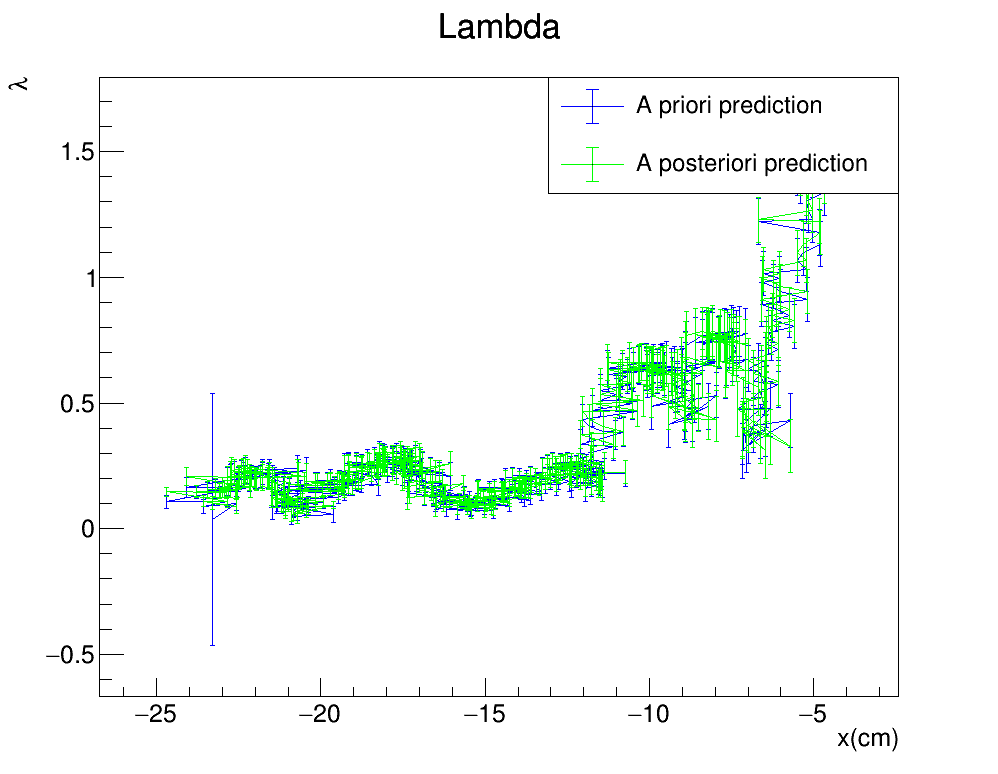 Lambda
λ
A priori prediction
A posteriori prediction
1.5
1
0.5
0
−0.5
−25 −20 −15 −10 −5
x(cm)